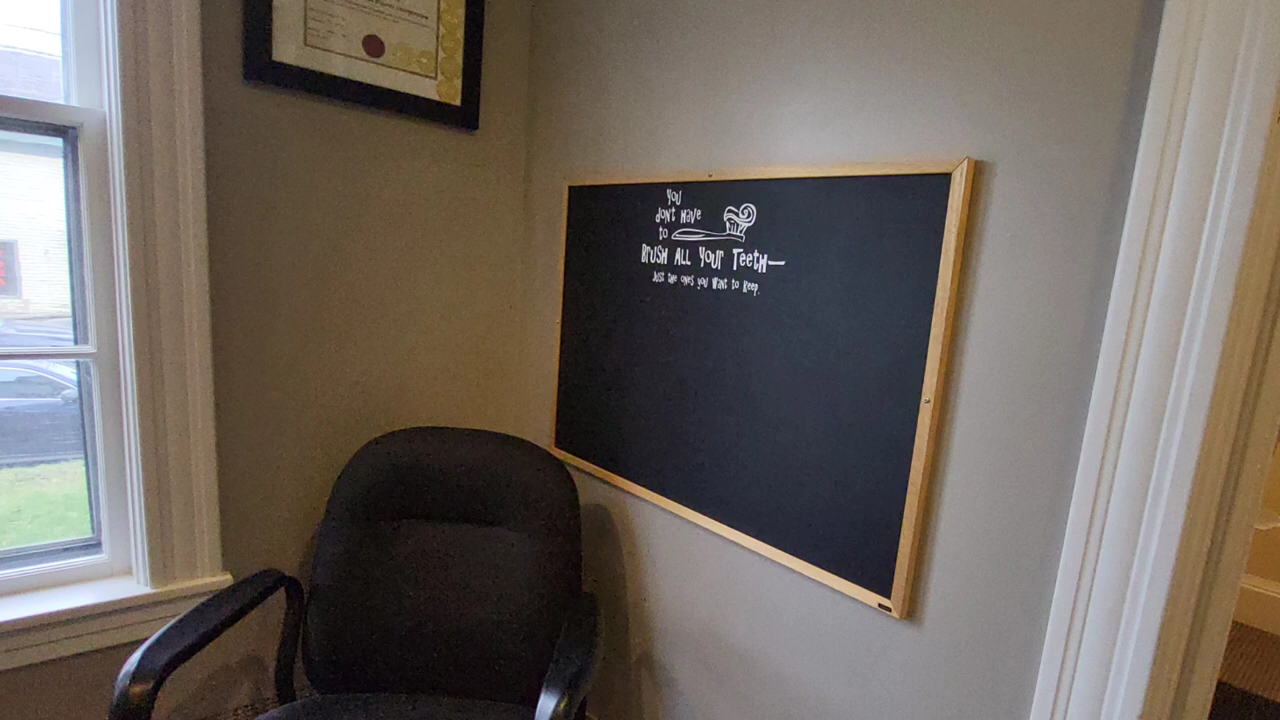 You
don't Have
to
Brush All Your Teeth—
Just the ones you want to keep.